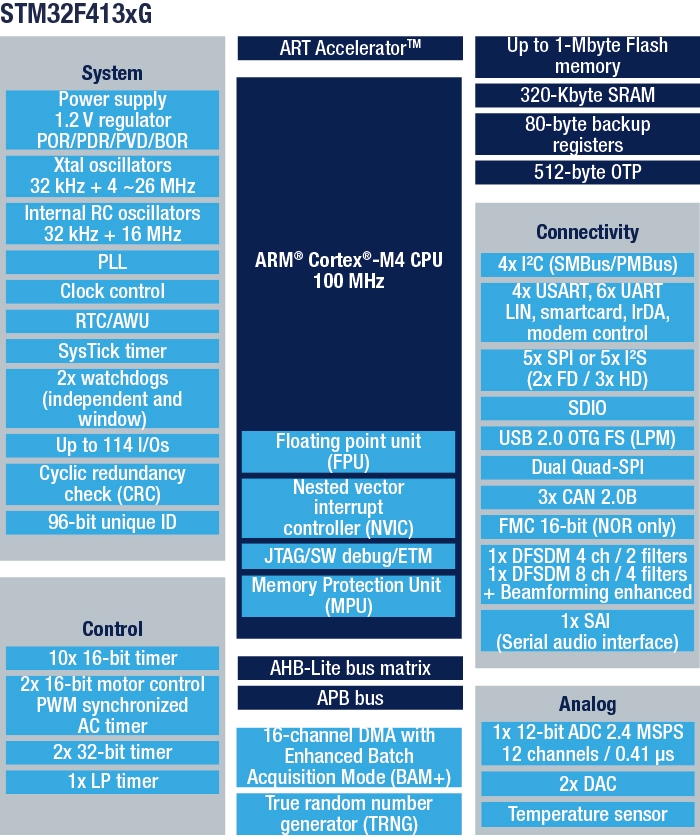 STM32F413xG
System
Power supply
1.2 V regulator
POR/PDR/PVD/BOR
Xtal oscillators
32 kHz + 4 ~26 MHz
Internal RC oscillators
32 kHz + 16 MHz
PLL
Clock control
RTC/AWU
SysTick timer
2x watchdogs
(independent and
window)
Up to 114 I/Os
Cyclic redundancy
check (CRC)
96-bit unique ID
Control
10x 16-bit timer
2x 16-bit motor control
PWM synchronized
AC timer
2x 32-bit timer
1x LP timer
ART Accelerator™
ARM® Cortex®-M4 CPU
100 MHz
Floating point unit
(FPU)
Nested vector
interrupt
controller (NVIC)
JTAG/SW debug/ETM
Memory Protection Unit
(MPU)
AHB-Lite bus matrix
APB bus
16-channel DMA with
Enhanced Batch
Acquisition Mode (BAM+)
True random number
generator (TRNG)
Up to 1-Mbyte Flash
memory
320-Kbyte SRAM
80-byte backup
registers
512-byte OTP
Connectivity
4x I²C (SMBus/PMBus)
4x USART, 6x UART
LIN, smartcard, IrDA,
modem control
5x SPI or 5x I²S
(2x FD / 3x HD)
SDIO
USB 2.0 OTG FS (LPM)
Dual Quad-SPI
3x CAN 2.0B
FMC 16-bit (NOR only)
1x DFSDM 4 ch / 2 filters
1x DFSDM 8 ch / 4 filters
+ Beamforming enhanced
1x SAI
(Serial audio interface)
Analog
1x 12-bit ADC 2.4 MSPS
12 channels / 0.41 µs
2x DAC
Temperature sensor